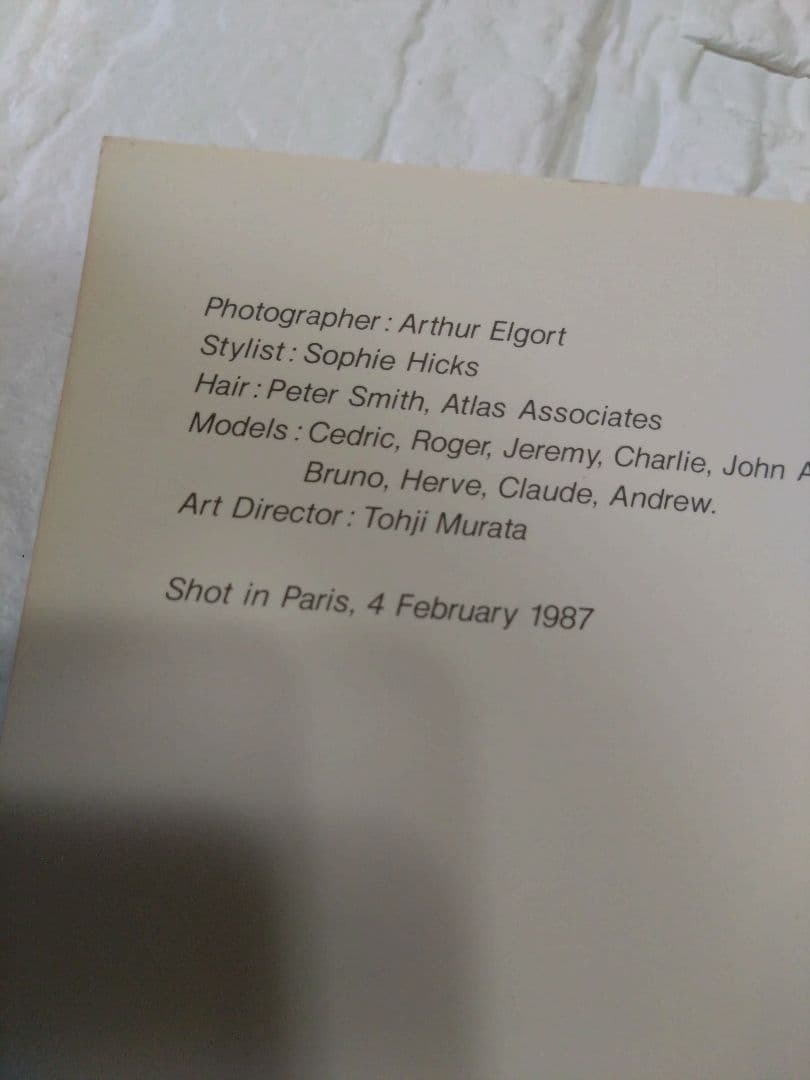 Photographer: Arthur Elgort
Stylist: Sophie Hicks
Hair: Peter Smith, Atlas Associates
Models: Cedric, Roger, Jeremy, Charlie, John
Bruno, Herve, Claude, Andrew.
Art Director: Tohji Murata
Shot in Paris, 4 February 1987